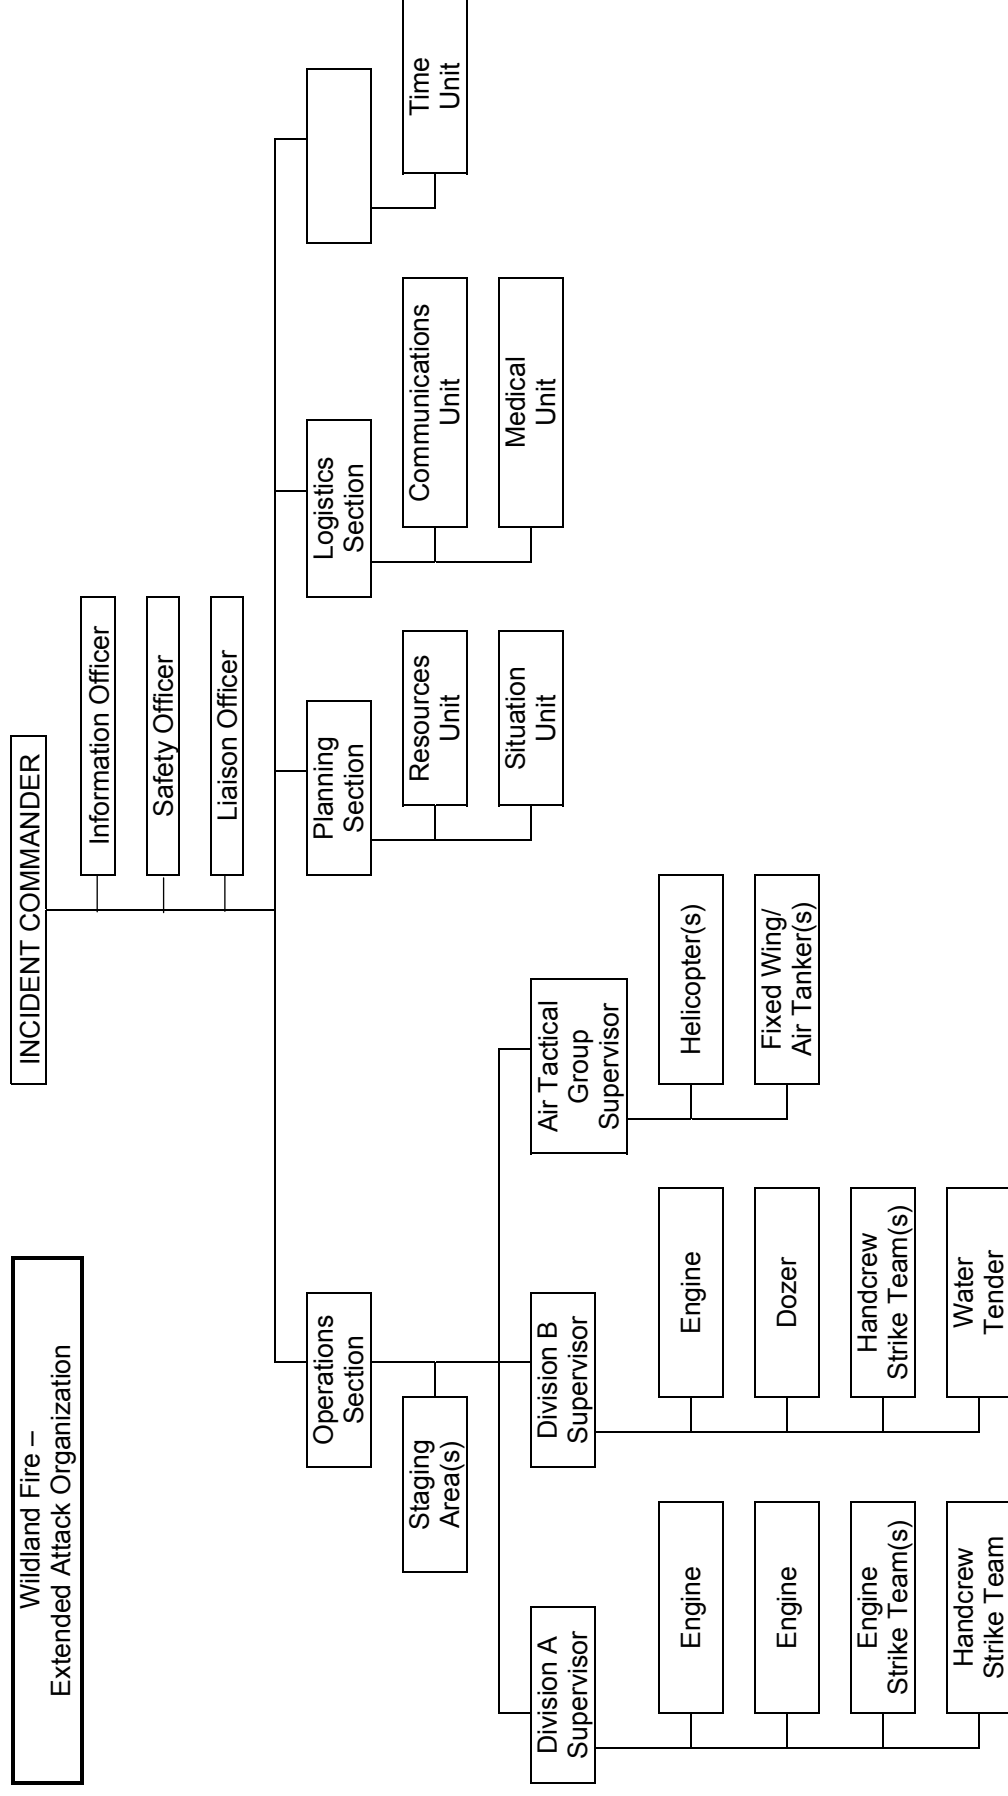 Wildland Fire –
Extended Attack Organization
INCIDENT COMMANDER
Information Officer
Safety Officer
Liaison Officer
Operations
Section
Planning
Section
Logistics
Section
Staging
Area(s)
Resources
Unit
Situation
Unit
Communications
Unit
Medical
Unit
Time
Unit
Division A
Supervisor
Engine
Engine
Engine
Strike Team(s)
Handcrew
Strike Team
Division B
Supervisor
Engine
Dozer
Handcrew
Strike Team(s)
Water
Tender
Air Tactical
Group
Supervisor
Helicopter(s)
Fixed Wing/
Air Tanker(s)